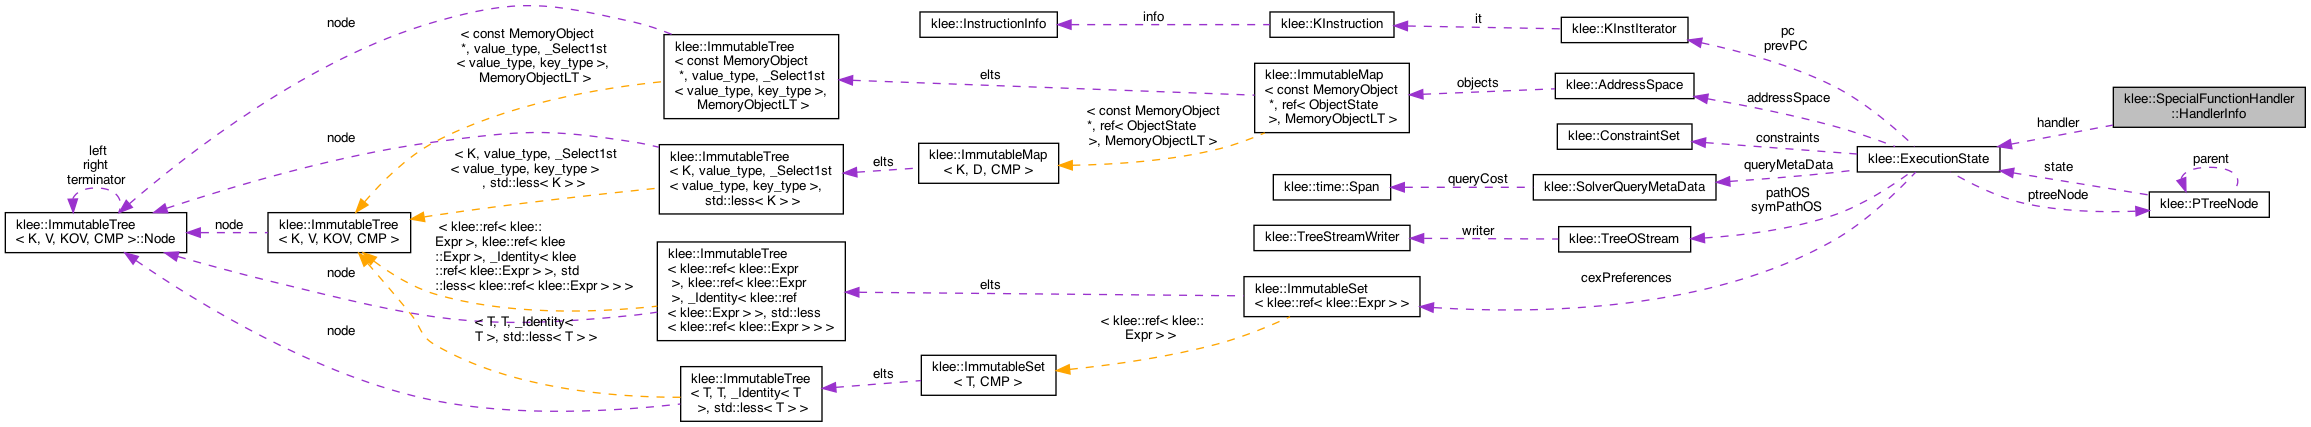 node
< const MemoryObject
*, value_type, _Select1st
< value_type, key_type >,
MemoryObjectLT >
klee::ImmutableTree
< const MemoryObject
*, value_type, _Select1st
< value_type, key_type >,
MemoryObjectLT >
klee::InstructionInfo
info
klee::KInstruction
it
klee::KInstIterator
pc
prevPC
elts
klee::ImmutableMap
< const MemoryObject
*, ref< ObjectState
>, MemoryObjectLT >
objects
klee::AddressSpace
addressSpace
klee::SpecialFunctionHandler
::HandlerInfo
handler
< const MemoryObject
*, ref< ObjectState
>, MemoryObjectLT >
klee::ConstraintSet
constraints
node
left
right
terminator
< K, value_type, _Select1st
< value_type, key_type >
, std::less< K > >
klee::ImmutableTree
< K, value_type, _Select1st
< value_type, key_type >,
std::less< K > >
elts
klee::ImmutableMap
< K, D, CMP >
klee::time::Span
queryCost
klee::SolverQueryMetaData
queryMetaData
klee::ExecutionState
state
parent
ptreeNode
klee::PTreeNode
pathOS
symPathOS
klee::ImmutableTree
< K, V, KOV, CMP >::Node
node
klee::ImmutableTree
< K, V, KOV, CMP >
< klee::ref< klee::
Expr >, klee::ref< klee
::Expr >, _Identity< klee
::ref< klee::Expr > >, std
::less< klee::ref< klee::Expr > > >
klee::TreeStreamWriter
writer
klee::TreeOStream
node
klee::ImmutableTree
< klee::ref< klee::Expr
>, klee::ref< klee::Expr
>, _Identity< klee::ref
< klee::Expr > >, std::less
< klee::ref< klee::Expr > > >
elts
klee::ImmutableSet
< klee::ref< klee::Expr > >
cexPreferences
node
< T, T, _Identity<
T >, std::less< T > >
< klee::ref< klee::
Expr > >
klee::ImmutableTree
< T, T, _Identity< T
>, std::less< T > >
elts
klee::ImmutableSet
< T, CMP >